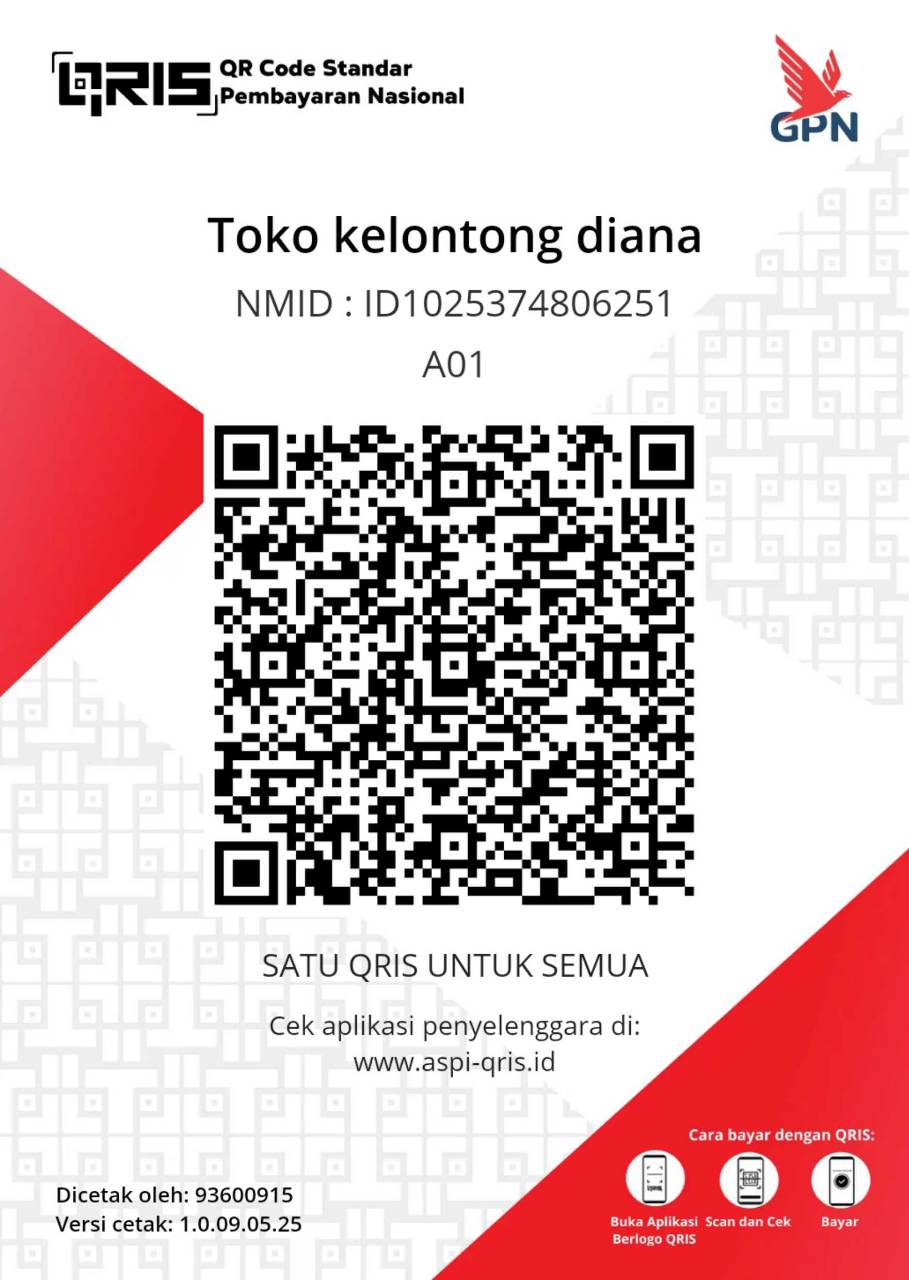 QRIS QR Code Standar
Pembayaran Nasional
GPN
Toko kelontong diana
NMID : ID1025374806251
A01
SATU QRIS UNTUK SEMUA
Cek aplikasi penyelenggara di:
www.aspi-qris.id
Cara bayar dengan QRIS:
Buka Aplikasi
Berlogo QRIS
Scan dan Cek
Bayar
Dicetak oleh: 93600915
Versi cetak: 1.0.09.05.25